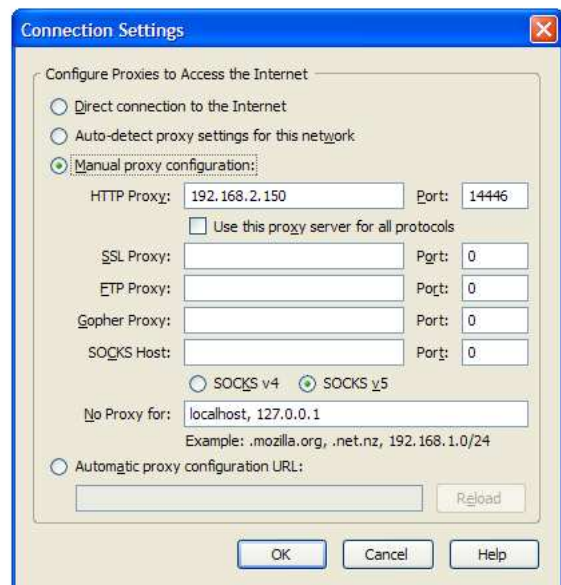 Connection Settings
Configure Proxies to Access the Internet
Direct connection to the Internet
Auto-detect proxy settings for this network
Manual proxy configuration:
HTTP Proxy: 192.168.2.150 Port: 14446
Use this proxy server for all protocols
SSL Proxy: Port: 0
FTP Proxy: Port: 0
Gopher Proxy: Port: 0
SOCKS Host: Port: 0
SOCKS v4 SOCKS v5
No Proxy for: localhost, 127.0.0.1
Example: .mozilla.org, .net.nz, 192.168.1.0/24
Automatic proxy configuration URL:
Reload
OK Cancel Help